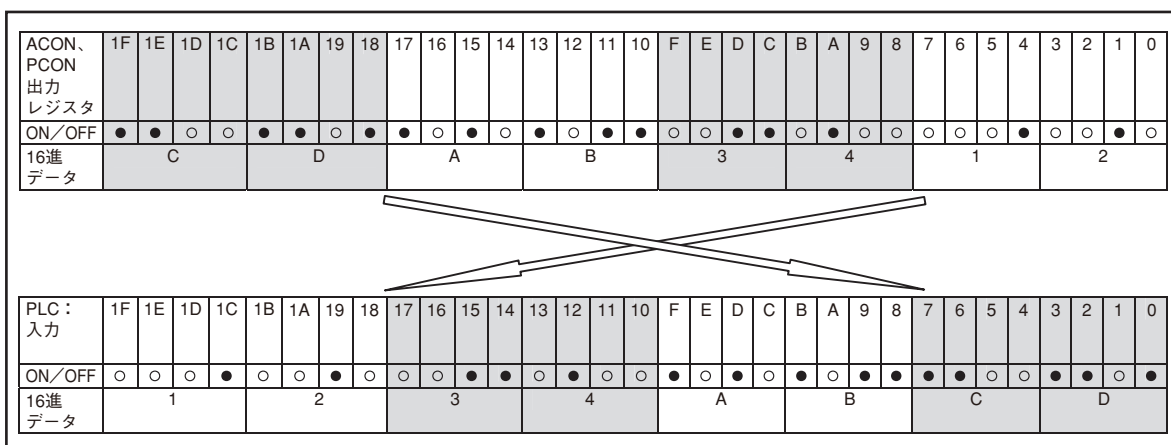 ACON、PCON出力レジスタ 1F 1E 1D 1C 1B 1A 19 18 17 16 15 14 13 12 11 10 F E D C B A 9 8 7 6 5 4 3 2 1 0
ON／OFF ● ● ○ ○ ● ● ○ ● ● ○ ● ○ ● ○ ● ● ○ ○ ● ● ○ ● ○ ○ ○ ○ ○ ● ○ ○ ● ○
16進データ C D A B 3 4 1 2
PLC：入力 1F 1E 1D 1C 1B 1A 19 18 17 16 15 14 13 12 11 10 F E D C B A 9 8 7 6 5 4 3 2 1 0
ON／OFF ○ ○ ○ ● ○ ○ ● ○ ○ ○ ● ● ○ ● ○ ○ ● ○ ● ○ ● ○ ● ● ● ● ○ ○ ● ● ○ ●
16進データ 1 2 3 4 A B C D